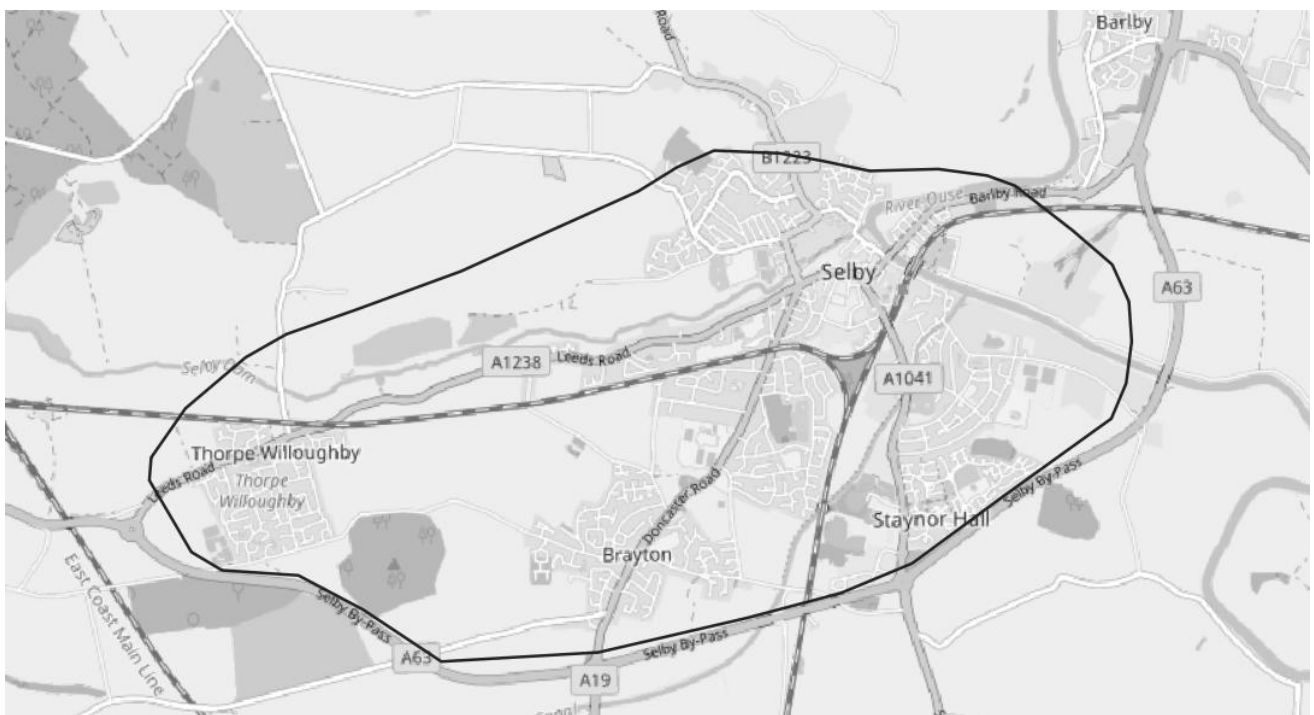 Road
Barlby
B1223
River Ouse
Barlby Road
Selby
A63
Selby Dam
A1238
Leeds Road
A1041
Thorpe Willoughby
Leeds Road
Thorpe
Willoughby
Doncaster Road
Selby By-Pass
Staynor Hall
Brayton
East Coast Main Line
Selby By-Pass
A63
Selby By-Pass
A19
Canal